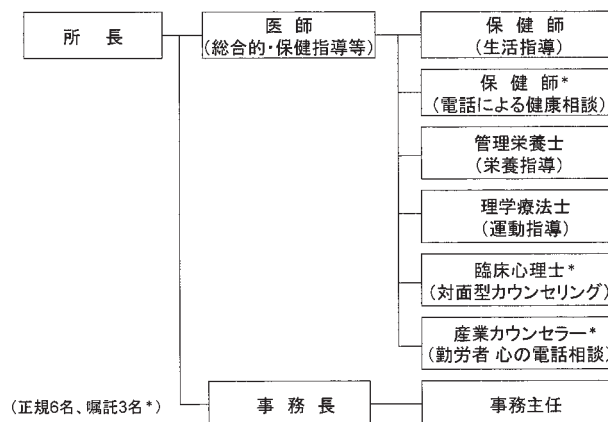 所長
医師
(総合的・保健指導等)
保健師
(生活指導)
保健師*
(電話による健康相談)
管理栄養士
(栄養指導)
理学療法士
(運動指導)
臨床心理士*
(対面型カウンセリング)
産業カウンセラー*
(勤労者 心の電話相談)
(正規6名、嘱託3名*)
事務長
事務主任